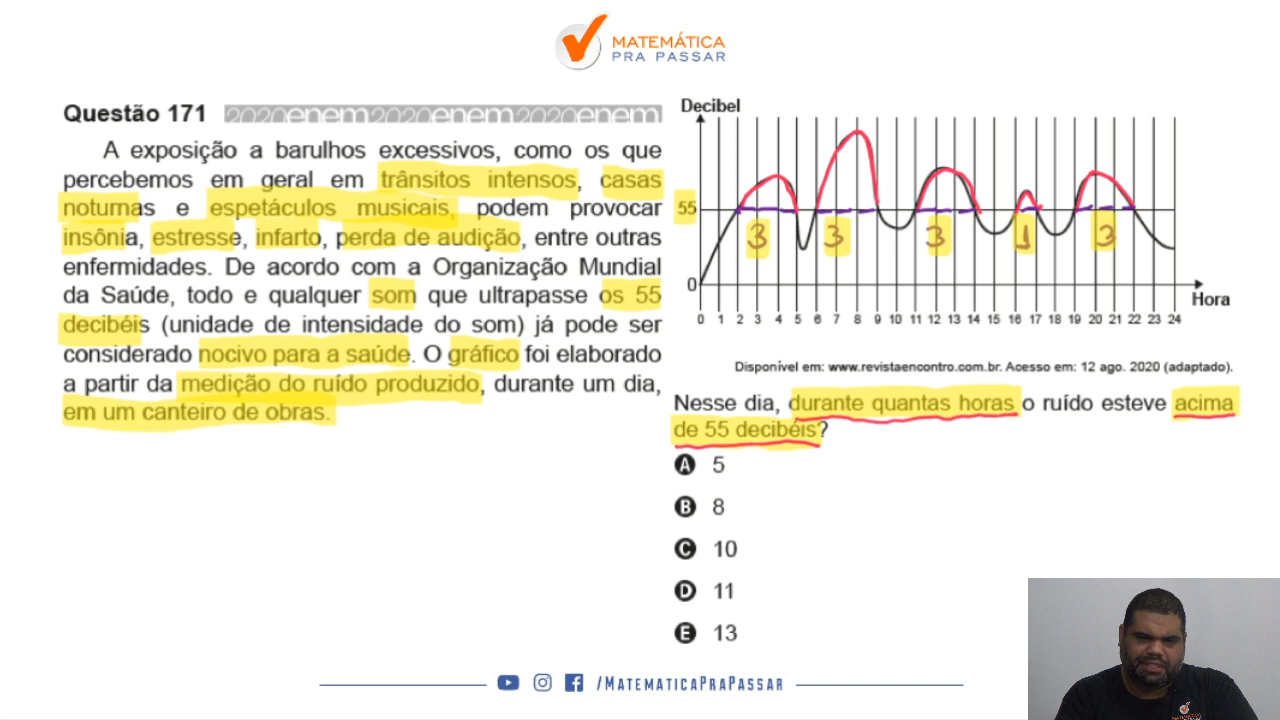 MATEMÁTICA
PRA PASSAR
Questão 171 2020enem2020enem2020enem
A exposição a barulhos excessivos, como os que
percebemos em geral em trânsitos intensos, casas
noturnas e espetáculos musicais, podem provocar
insônia, estresse, infarto, perda de audição, entre outras
enfermidades. De acordo com a Organização Mundial
da Saúde, todo e qualquer som que ultrapasse os 55
decibéis (unidade de intensidade do som) já pode ser
considerado nocivo para a saúde. O gráfico foi elaborado
a partir da medição do ruído produzido, durante um dia,
em um canteiro de obras.
Decibel
55
3 3 3 1 3
0
Hora
0 1 2 3 4 5 6 7 8 9 10 11 12 13 14 15 16 17 18 19 20 21 22 23 24
Disponível em: www.revistaencontro.com.br. Acesso em: 12 ago. 2020 (adaptado).
Nesse dia, durante quantas horas o ruído esteve acima
de 55 decibéis?
A 5
B 8
C 10
D 11
E 13
/MATEMATICAPRAPASSAR
MATEMÁTICA